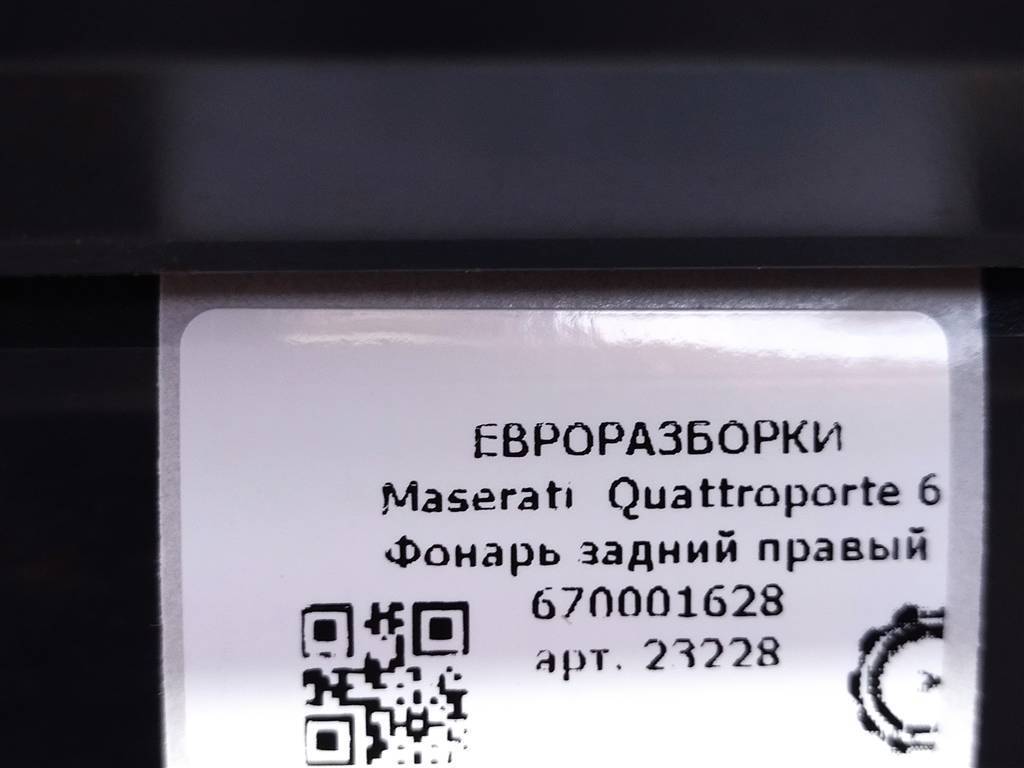 ЕВРОРАЗБОРКИ
Maserati Quattroporte 6
Фонарь задний правый
670001628
арт. 23228